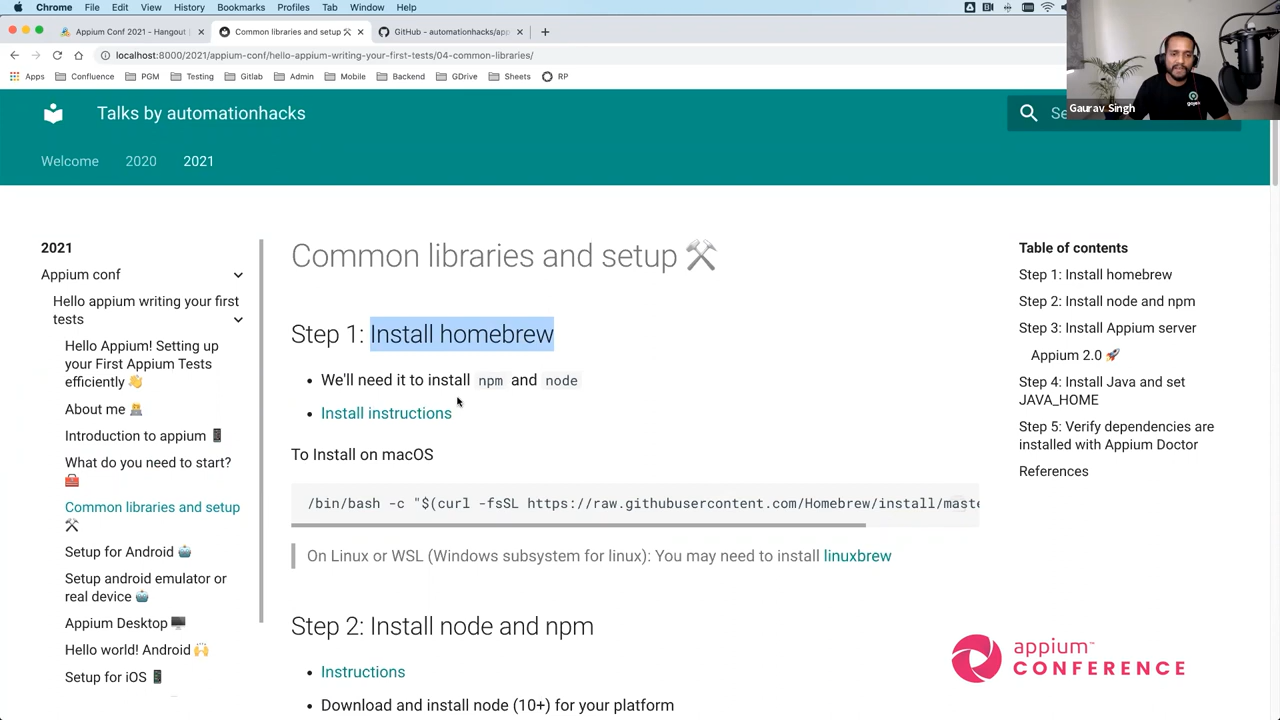 Chrome File Edit View History Bookmarks Profiles Tab Window Help
Appium Conf 2021 - Hangout
Common libraries and setup ⚒
GitHub - automationhacks/ap
localhost:8000/2021/appium-conf/hello-appium-writing-your-first-tests/04-common-libraries/
Apps Confluence PGM Testing Gitlab Admin Mobile Backend GDrive Sheets RP
Gaurav Singh
Talks by automationhacks
Se
Welcome 2020 2021
2021
Appium conf
Hello appium writing your first
tests
Hello Appium! Setting up
your First Appium Tests
efficiently 👋
About me
Introduction to appium 📱
What do you need to start?
🧰
Common libraries and setup
⚒
Setup for Android 🤖
Setup android emulator or
real device 🤖
Appium Desktop 🖥
Hello world! Android 🙌
Setup for iOS 📱
Common libraries and setup ⚒
Step 1: Install homebrew
• We'll need it to install npm and node
• Install instructions
To Install on macOS
/bin/bash -c "$(curl -fsSL https://raw.githubusercontent.com/Homebrew/install/maste
On Linux or WSL (Windows subsystem for linux): You may need to install linuxbrew
Step 2: Install node and npm
• Instructions
• Download and install node (10+) for your platform
Table of contents
Step 1: Install homebrew
Step 2: Install node and npm
Step 3: Install Appium server
Appium 2.0 🚀
Step 4: Install Java and set
JAVA_HOME
Step 5: Verify dependencies are
installed with Appium Doctor
References
appium™
CONFERENCE